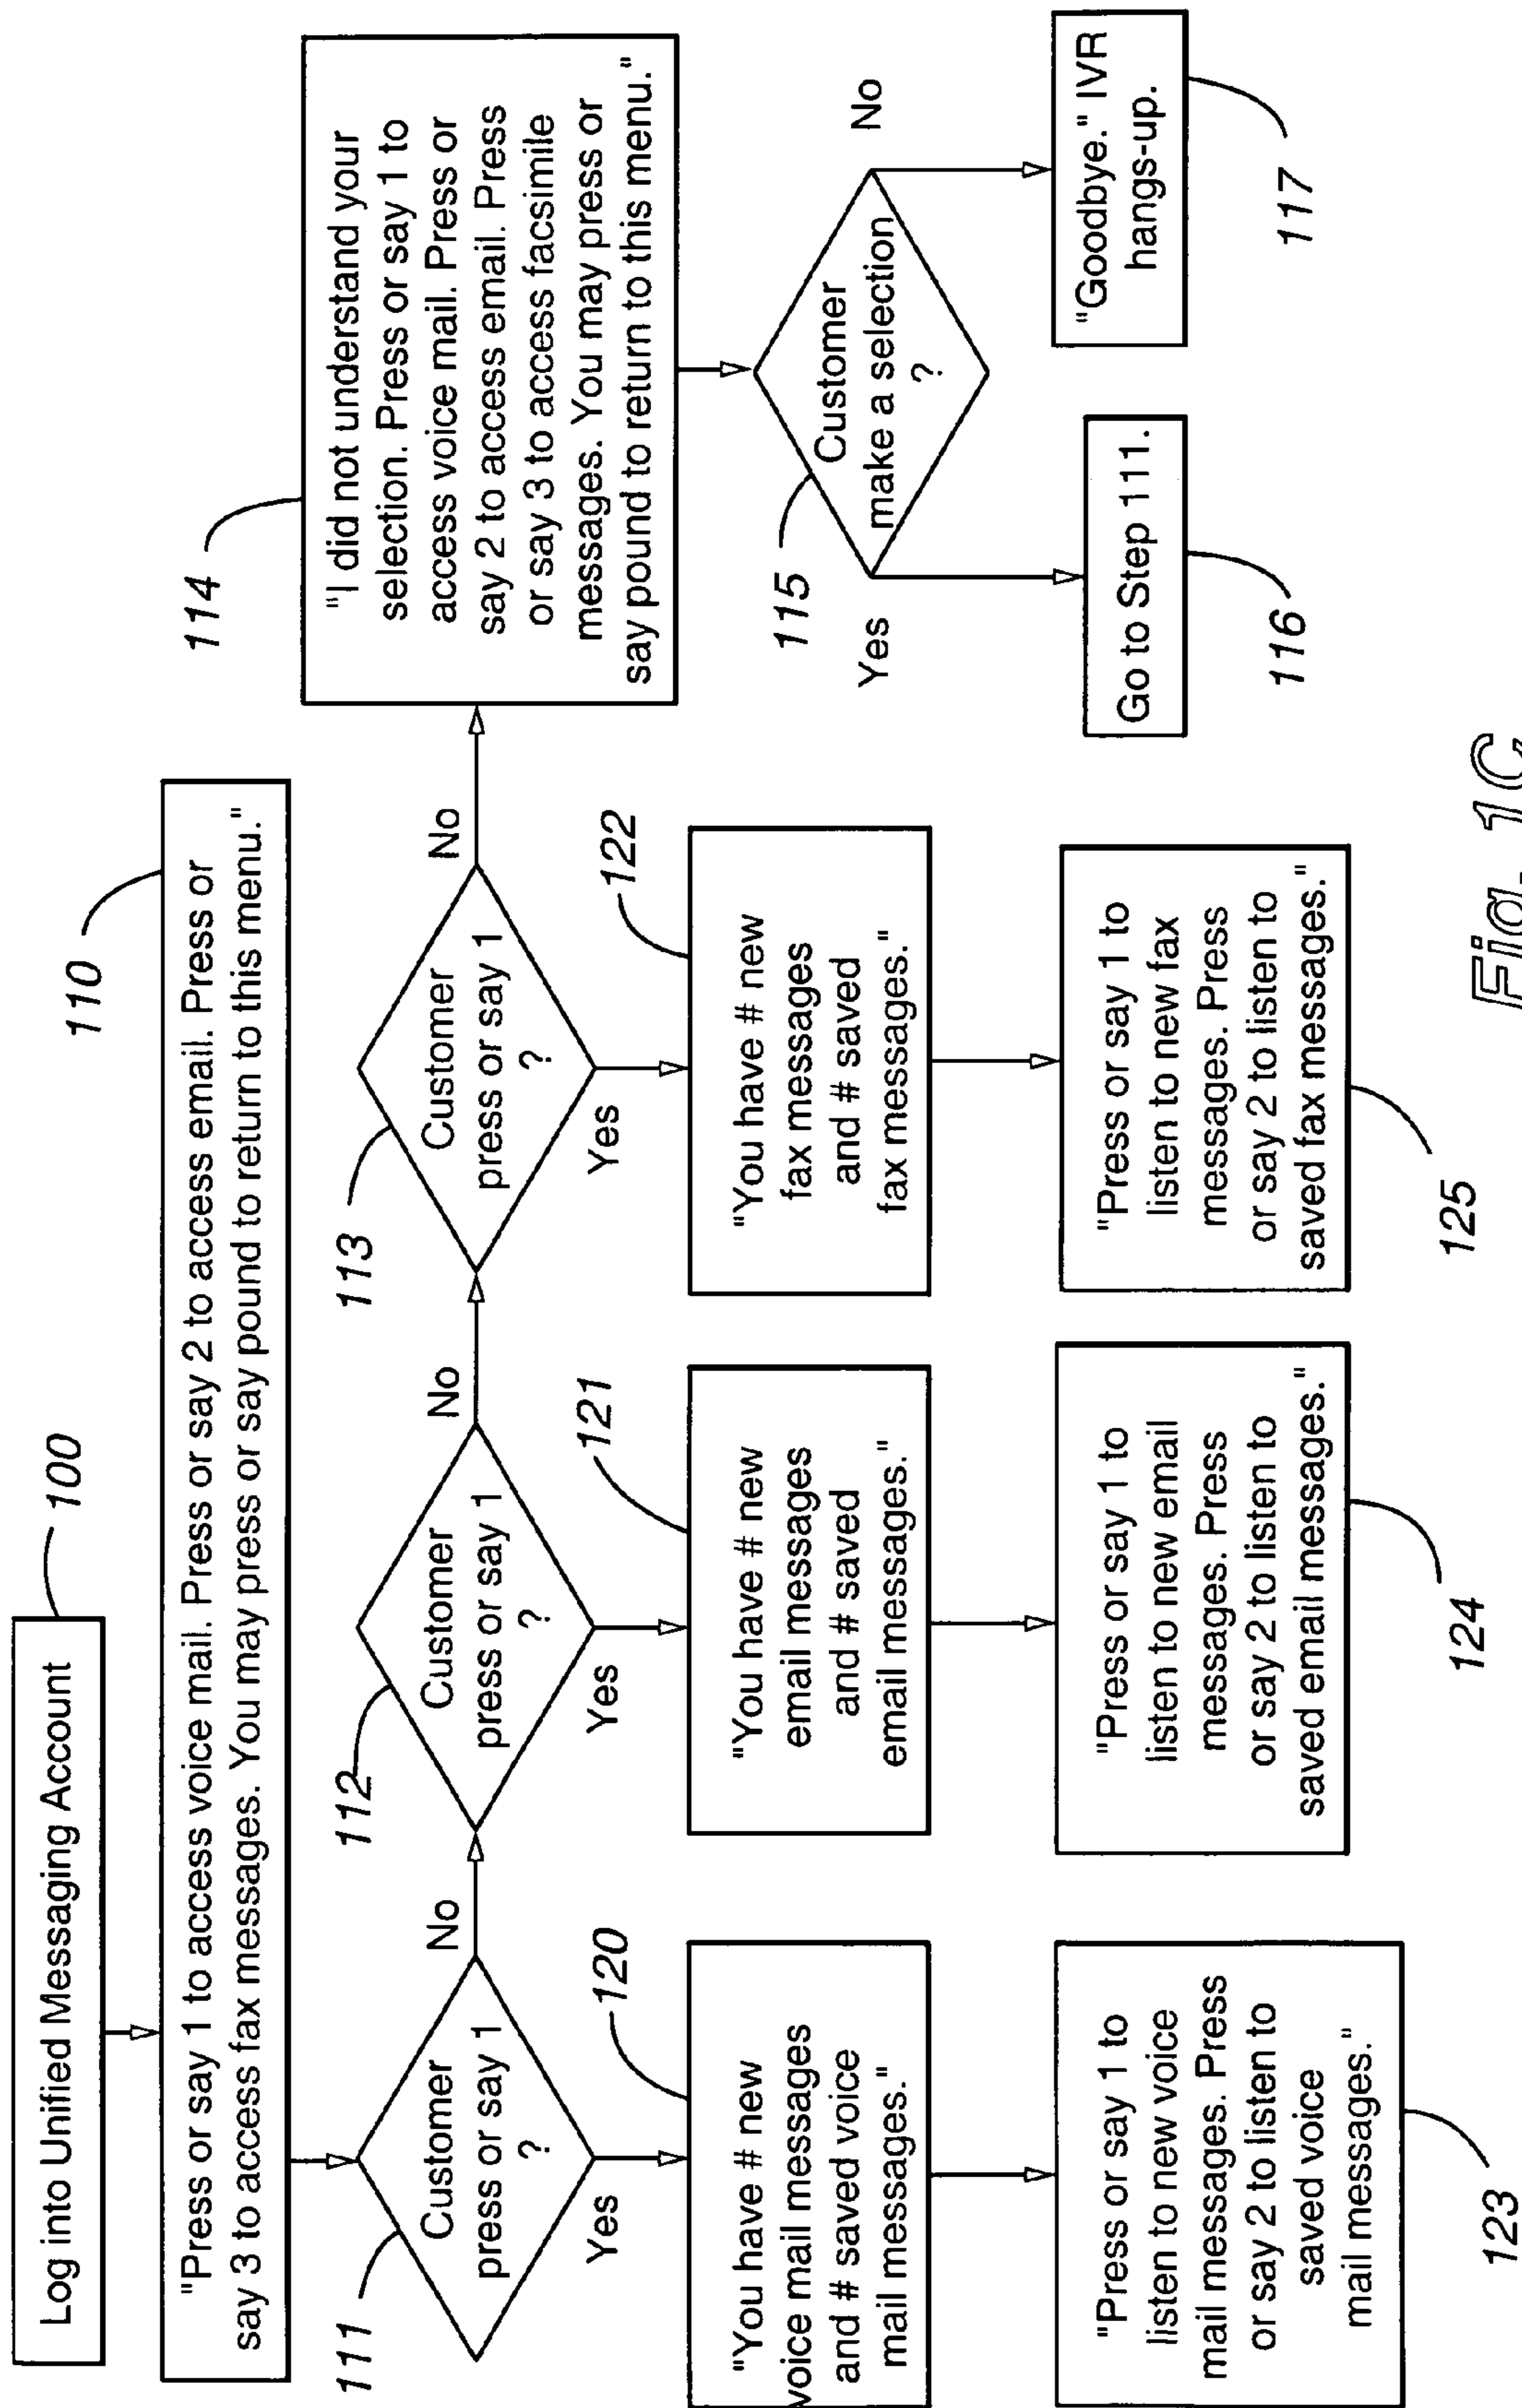 Log into Unified Messaging Account
100
110
"Press or say 1 to access voice mail. Press or say 2 to access email. Press or
say 3 to access fax messages. You may press or say pound to return to this menu."
111
Customer
press or say 1
?
No
Yes
112
Customer
press or say 1
?
No
Yes
113
Customer
press or say 1
?
No
Yes
114
"I did not understand your
selection. Press or say 1 to
access voice mail. Press or
say 2 to access email. Press
or say 3 to access facsimile
messages. You may press or
say pound to return to this menu."
115
Customer
make a selection
?
Yes
No
Go to Step 111.
116
"Goodbye." IVR
hangs-up.
117
120
"You have # new
voice mail messages
and # saved voice
mail messages."
121
"You have # new
email messages
and # saved
email messages."
122
"You have # new
fax messages
and # saved
fax messages."
"Press or say 1 to
listen to new voice
mail messages. Press
or say 2 to listen to
saved voice
mail messages."
123
"Press or say 1 to
listen to new email
messages. Press
or say 2 to listen to
saved email messages."
124
"Press or say 1 to
listen to new fax
messages. Press
or say 2 to listen to
saved fax messages."
125
Fig. 1C